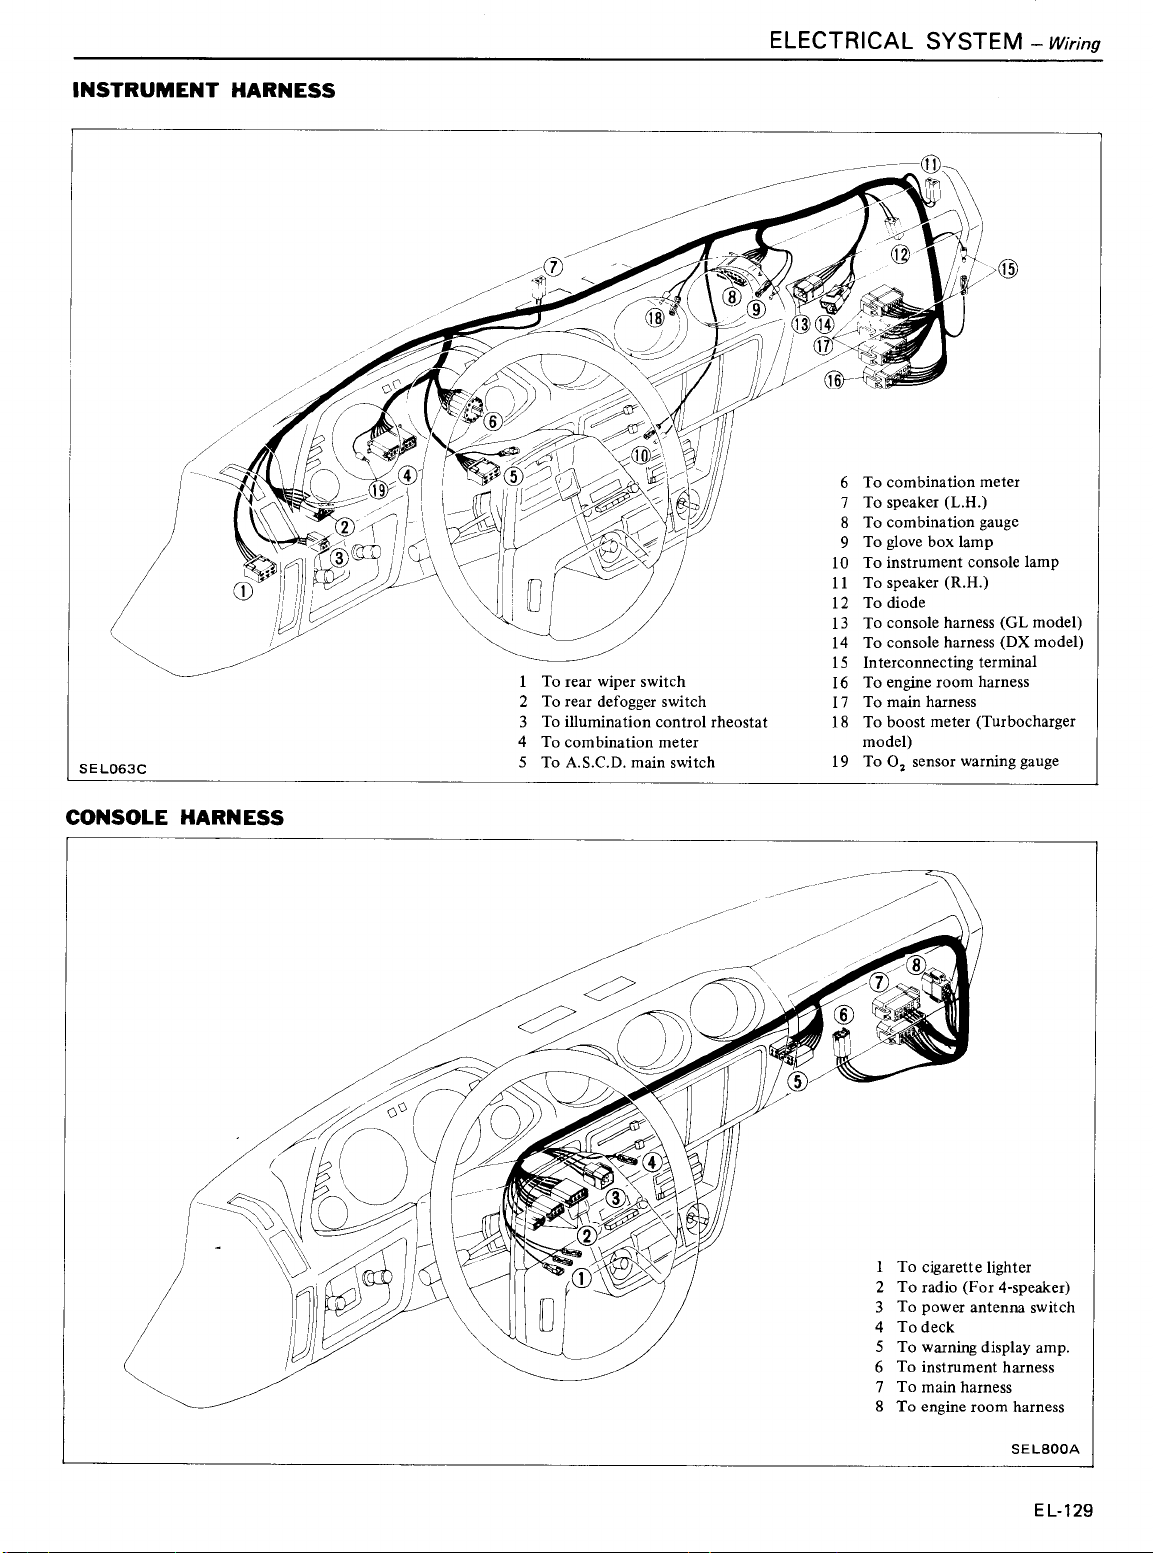 ELECTRICAL SYSTEM – Wiring
INSTRUMENT HARNESS
11
7
12
15
8
9
18
13
14
17
16
6
10
19
4
5
2
3
1
1 To rear wiper switch
2 To rear defogger switch
3 To illumination control rheostat
4 To combination meter
5 To A.S.C.D. main switch
6 To combination meter
7 To speaker (L.H.)
8 To combination gauge
9 To glove box lamp
10 To instrument console lamp
11 To speaker (R.H.)
12 To diode
13 To console harness (GL model)
14 To console harness (DX model)
15 Interconnecting terminal
16 To engine room harness
17 To main harness
18 To boost meter (Turbocharger
model)
19 To O₂ sensor warning gauge
SEL063C
CONSOLE HARNESS
8
7
6
5
4
3
2
1
1 To cigarette lighter
2 To radio (For 4-speaker)
3 To power antenna switch
4 To deck
5 To warning display amp.
6 To instrument harness
7 To main harness
8 To engine room harness
SEL800A
EL-129